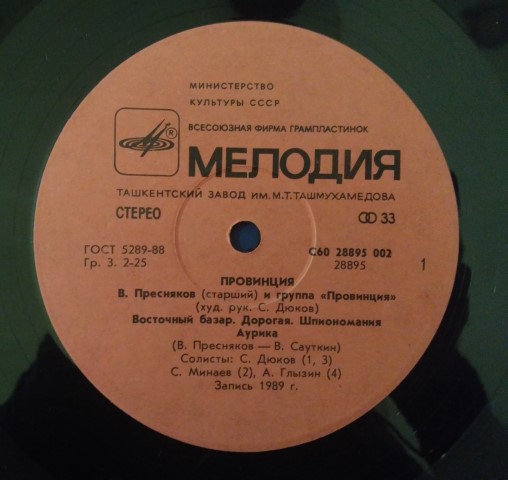 МИНИСТЕРСТВО
КУЛЬТУРЫ СССР
ВСЕСОЮЗНАЯ ФИРМА ГРАМПЛАСТИНОК
®
МЕЛОДИЯ
ТАШКЕНТСКИЙ ЗАВОД ИМ. М.Т. ТАШМУХАМЕДОВА
СТЕРЕО 33
ГОСТ 5289-88 С60 28895 002
Гр. 3. 2-25 28895 1
ПРОВИНЦИЯ
В. Пресняков (старший) и группа «Провинция»
(худ. рук. С. Дюков)
Восточный базар. Дорогая. Шпиономания
Аурика
(В. Пресняков — В. Сауткин)
Солисты: С. Дюков (1, 3)
С. Минаев (2), А. Глызин (4)
Запись 1989 г.